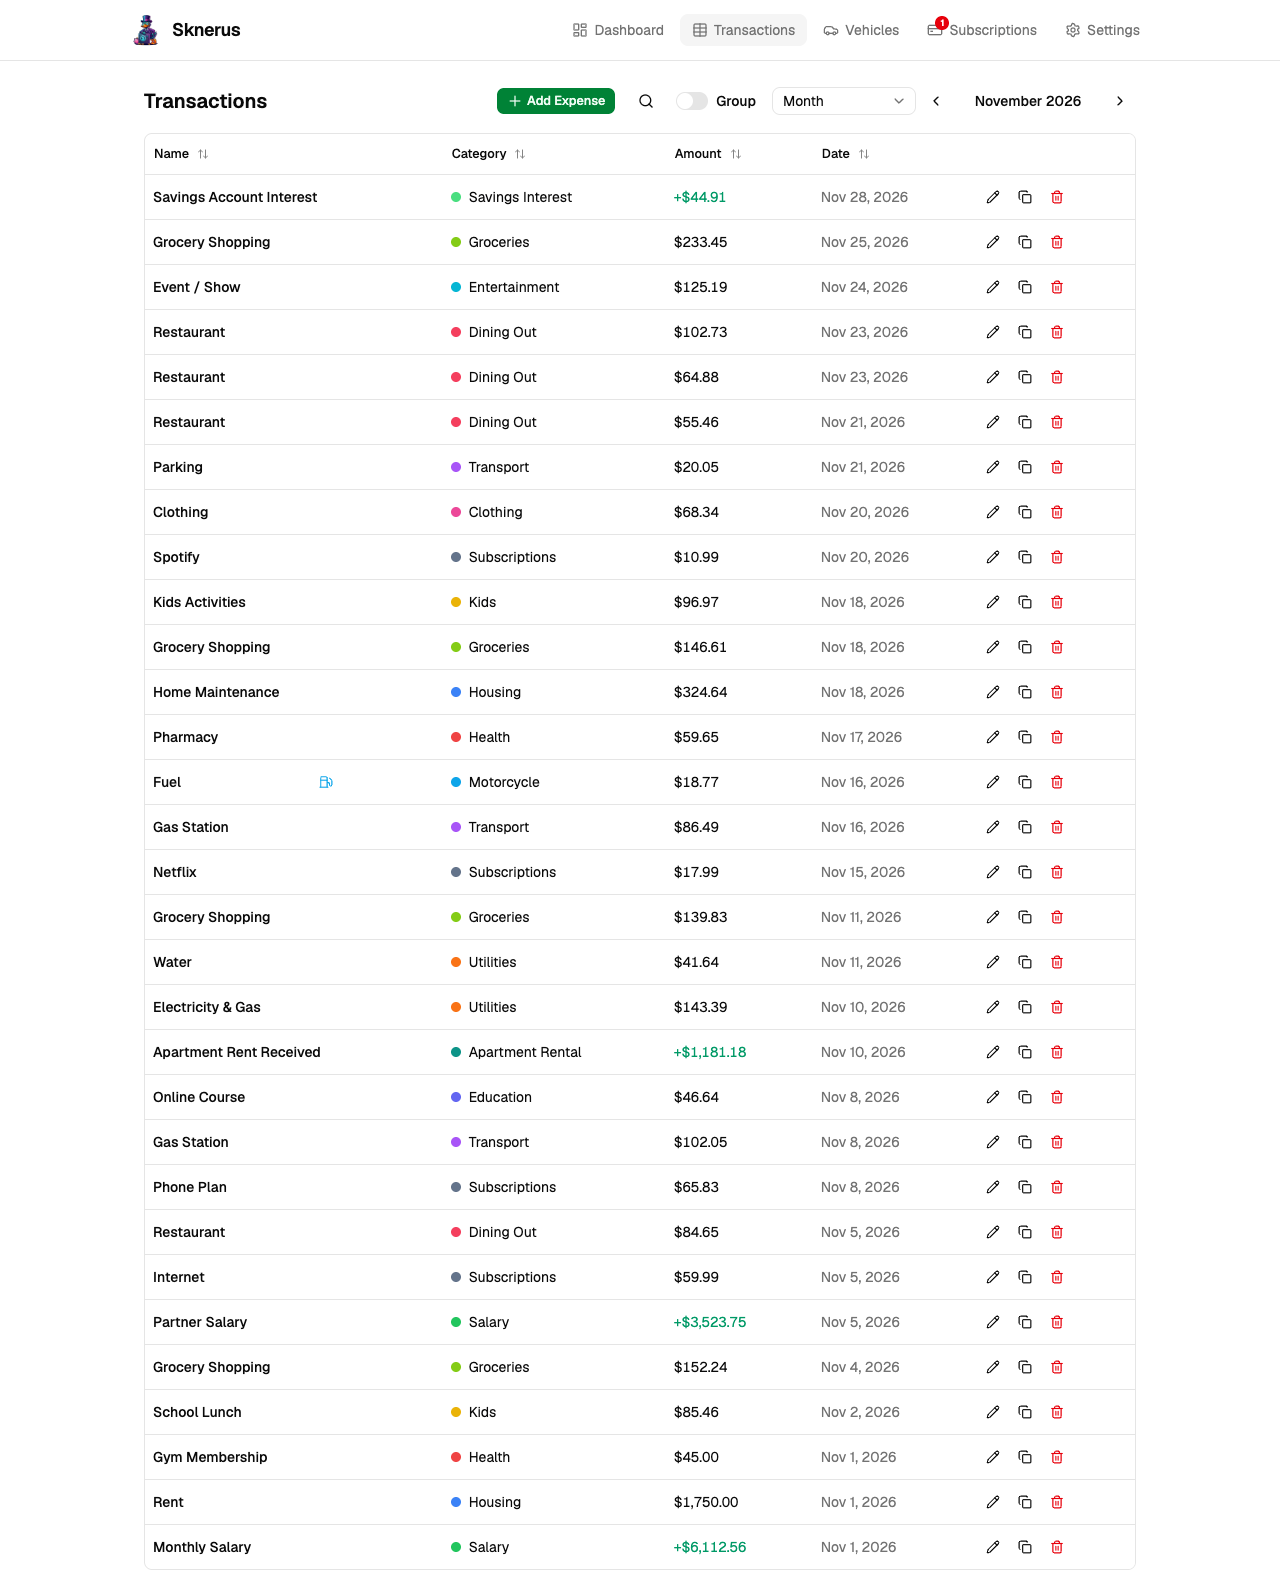 Sknerus
Dashboard Transactions Vehicles 1 Subscriptions Settings
Transactions Add Expense Group Month November 2026
Name Category Amount Date
Savings Account Interest Savings Interest +$44.91 Nov 28, 2026
Grocery Shopping Groceries $233.45 Nov 25, 2026
Event / Show Entertainment $125.19 Nov 24, 2026
Restaurant Dining Out $102.73 Nov 23, 2026
Restaurant Dining Out $64.88 Nov 23, 2026
Restaurant Dining Out $55.46 Nov 21, 2026
Parking Transport $20.05 Nov 21, 2026
Clothing Clothing $68.34 Nov 20, 2026
Spotify Subscriptions $10.99 Nov 20, 2026
Kids Activities Kids $96.97 Nov 18, 2026
Grocery Shopping Groceries $146.61 Nov 18, 2026
Home Maintenance Housing $324.64 Nov 18, 2026
Pharmacy Health $59.65 Nov 17, 2026
Fuel Motorcycle $18.77 Nov 16, 2026
Gas Station Transport $86.49 Nov 16, 2026
Netflix Subscriptions $17.99 Nov 15, 2026
Grocery Shopping Groceries $139.83 Nov 11, 2026
Water Utilities $41.64 Nov 11, 2026
Electricity & Gas Utilities $143.39 Nov 10, 2026
Apartment Rent Received Apartment Rental +$1,181.18 Nov 10, 2026
Online Course Education $46.64 Nov 8, 2026
Gas Station Transport $102.05 Nov 8, 2026
Phone Plan Subscriptions $65.83 Nov 8, 2026
Restaurant Dining Out $84.65 Nov 5, 2026
Internet Subscriptions $59.99 Nov 5, 2026
Partner Salary Salary +$3,523.75 Nov 5, 2026
Grocery Shopping Groceries $152.24 Nov 4, 2026
School Lunch Kids $85.46 Nov 2, 2026
Gym Membership Health $45.00 Nov 1, 2026
Rent Housing $1,750.00 Nov 1, 2026
Monthly Salary Salary +$6,112.56 Nov 1, 2026